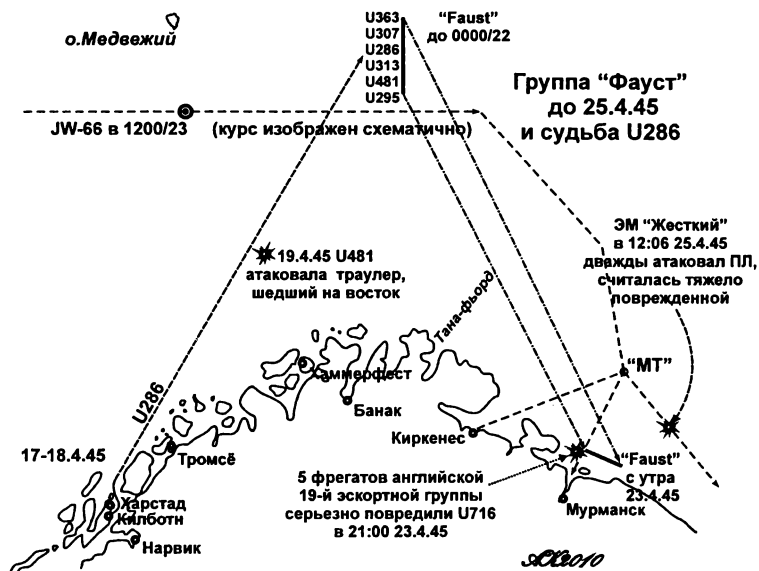 о.Медвежий
U363
U307
U286
U313
U481
U295
“Faust”
до 0000/22
Группа “Фауст”
до 25.4.45
и судьба U286
JW-66 в 1200/23 (курс изображен схематично)
ЭМ “Жесткий”
в 12:06 25.4.45
дважды атаковал ПЛ,
считалась тяжело
поврежденной
19.4.45 U481
атаковала траулер,
шедший на восток
Тана-фьорд
U286
Хаммерфест
“МТ”
Банак
Киркенес
17-18.4.45
Тромсё
5 фрегатов английской
19-й эскортной группы
серьезно повредили U716
в 21:00 23.4.45
“Faust”
с утра
23.4.45
Харстад
Килботн
Нарвик
Мурманск
2010